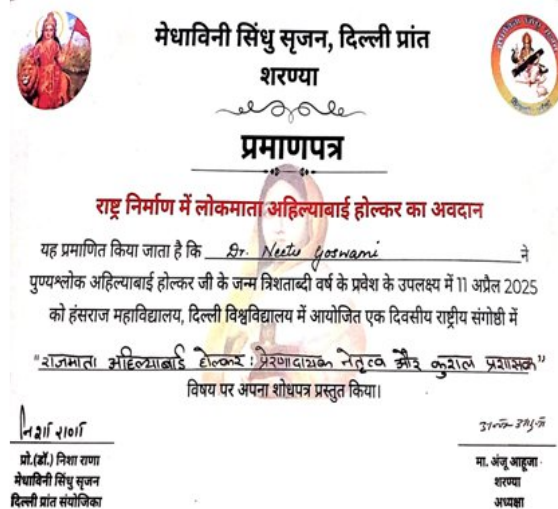 मेधाविनी सिंधु सृजन, दिल्ली प्रांत
शरण्या
प्रमाणपत्र
राष्ट्र निर्माण में लोकमाता अहिल्याबाई होल्कर का अवदान
यह प्रमाणित किया जाता है कि Dr. Neetu Goswami ने
पुण्यश्लोक अहिल्याबाई होल्कर जी के जन्म त्रिशताब्दी वर्ष के प्रवेश के उपलक्ष्य में 11 अप्रैल 2025
को हंसराज महाविद्यालय, दिल्ली विश्वविद्यालय में आयोजित एक दिवसीय राष्ट्रीय संगोष्ठी में
"राजमाता अहिल्याबाई होल्कर : प्रेरणादायक नेतृत्व और कुशल प्रशासक"
विषय पर अपना शोधपत्र प्रस्तुत किया।
निशा राणा
प्रो.(डॉ.) निशा राणा
मेधाविनी सिंधु सृजन
दिल्ली प्रांत संयोजिका
मा. अंजू आहूजा
शरण्या
अध्यक्षा